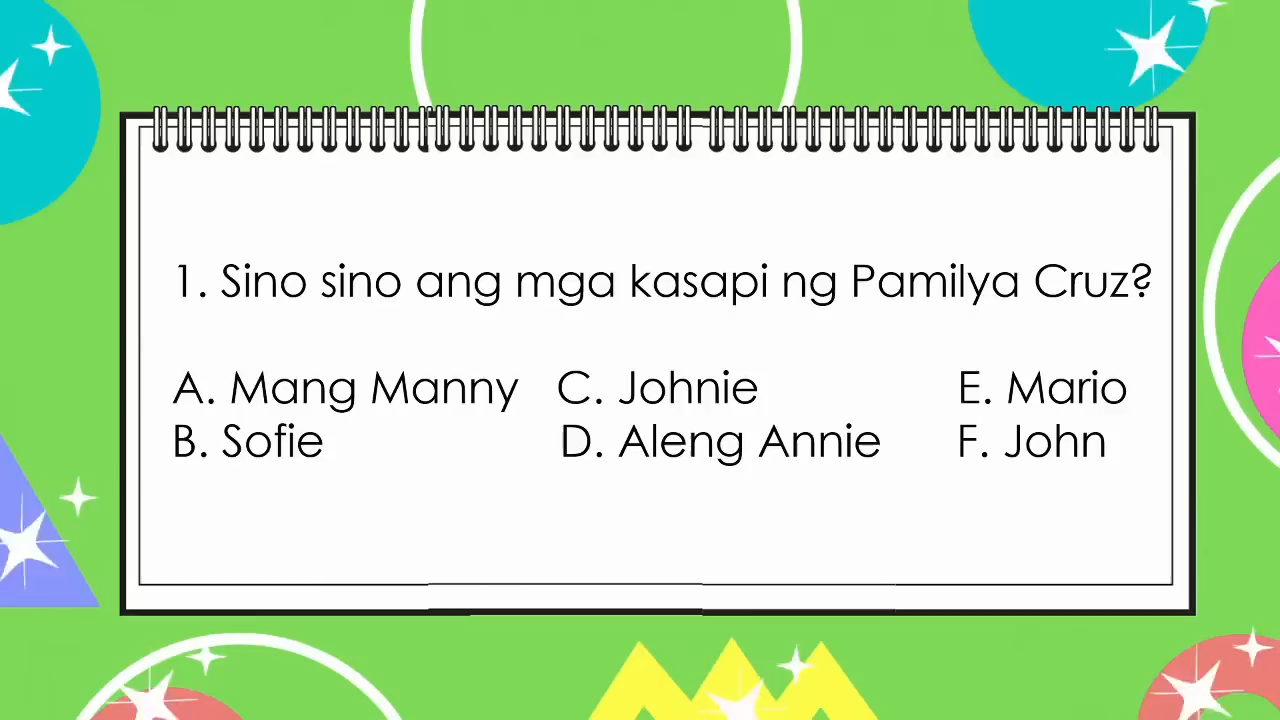 1. Sino sino ang mga kasapi ng Pamilya Cruz?
A. Mang Manny C. Johnie E. Mario
B. Sofie D. Aleng Annie F. John